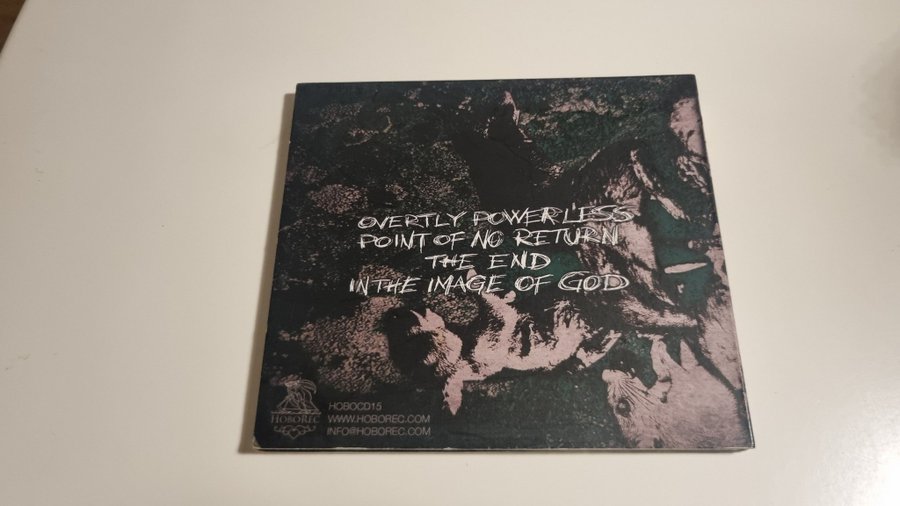 OVERTLY POWERLESS
POINT OF NO RETURN
THE END
IN THE IMAGE OF GOD
HOBOREC
HOBOCD15
WWW.HOBOREC.COM
INFO@HOBOREC.COM